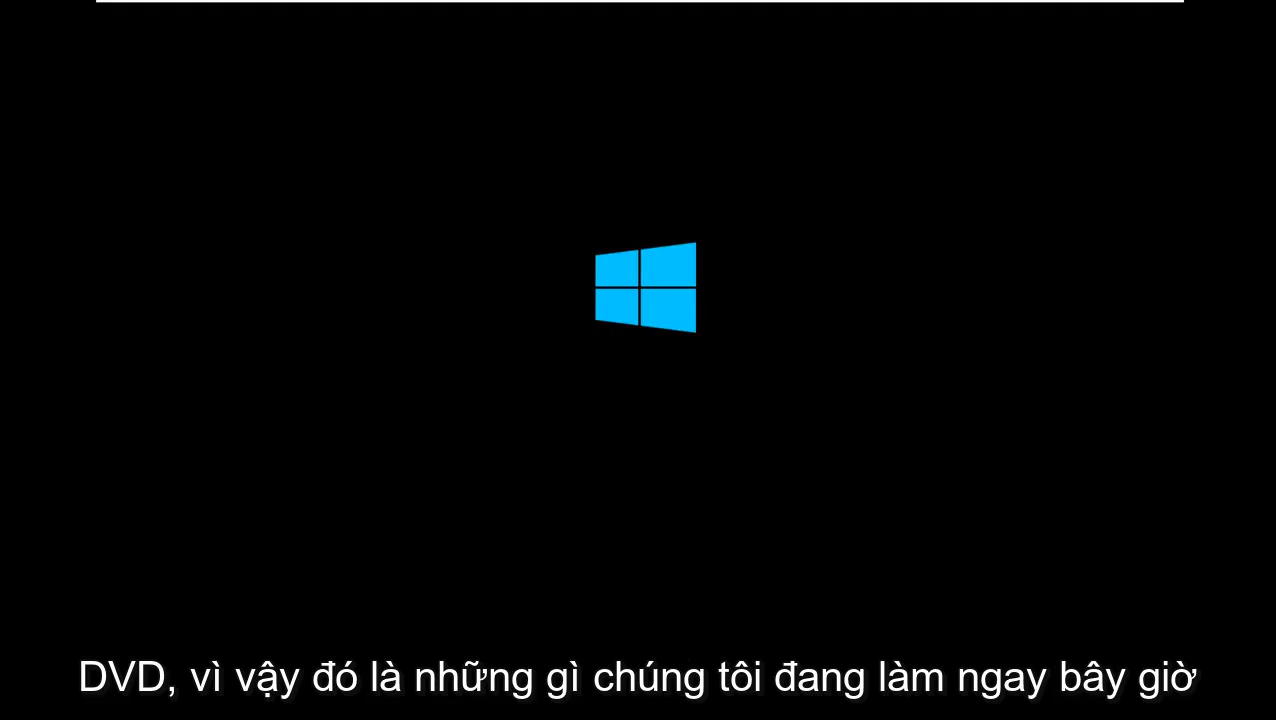 DVD, vì vậy đó là những gì chúng tôi đang làm ngay bây giờ